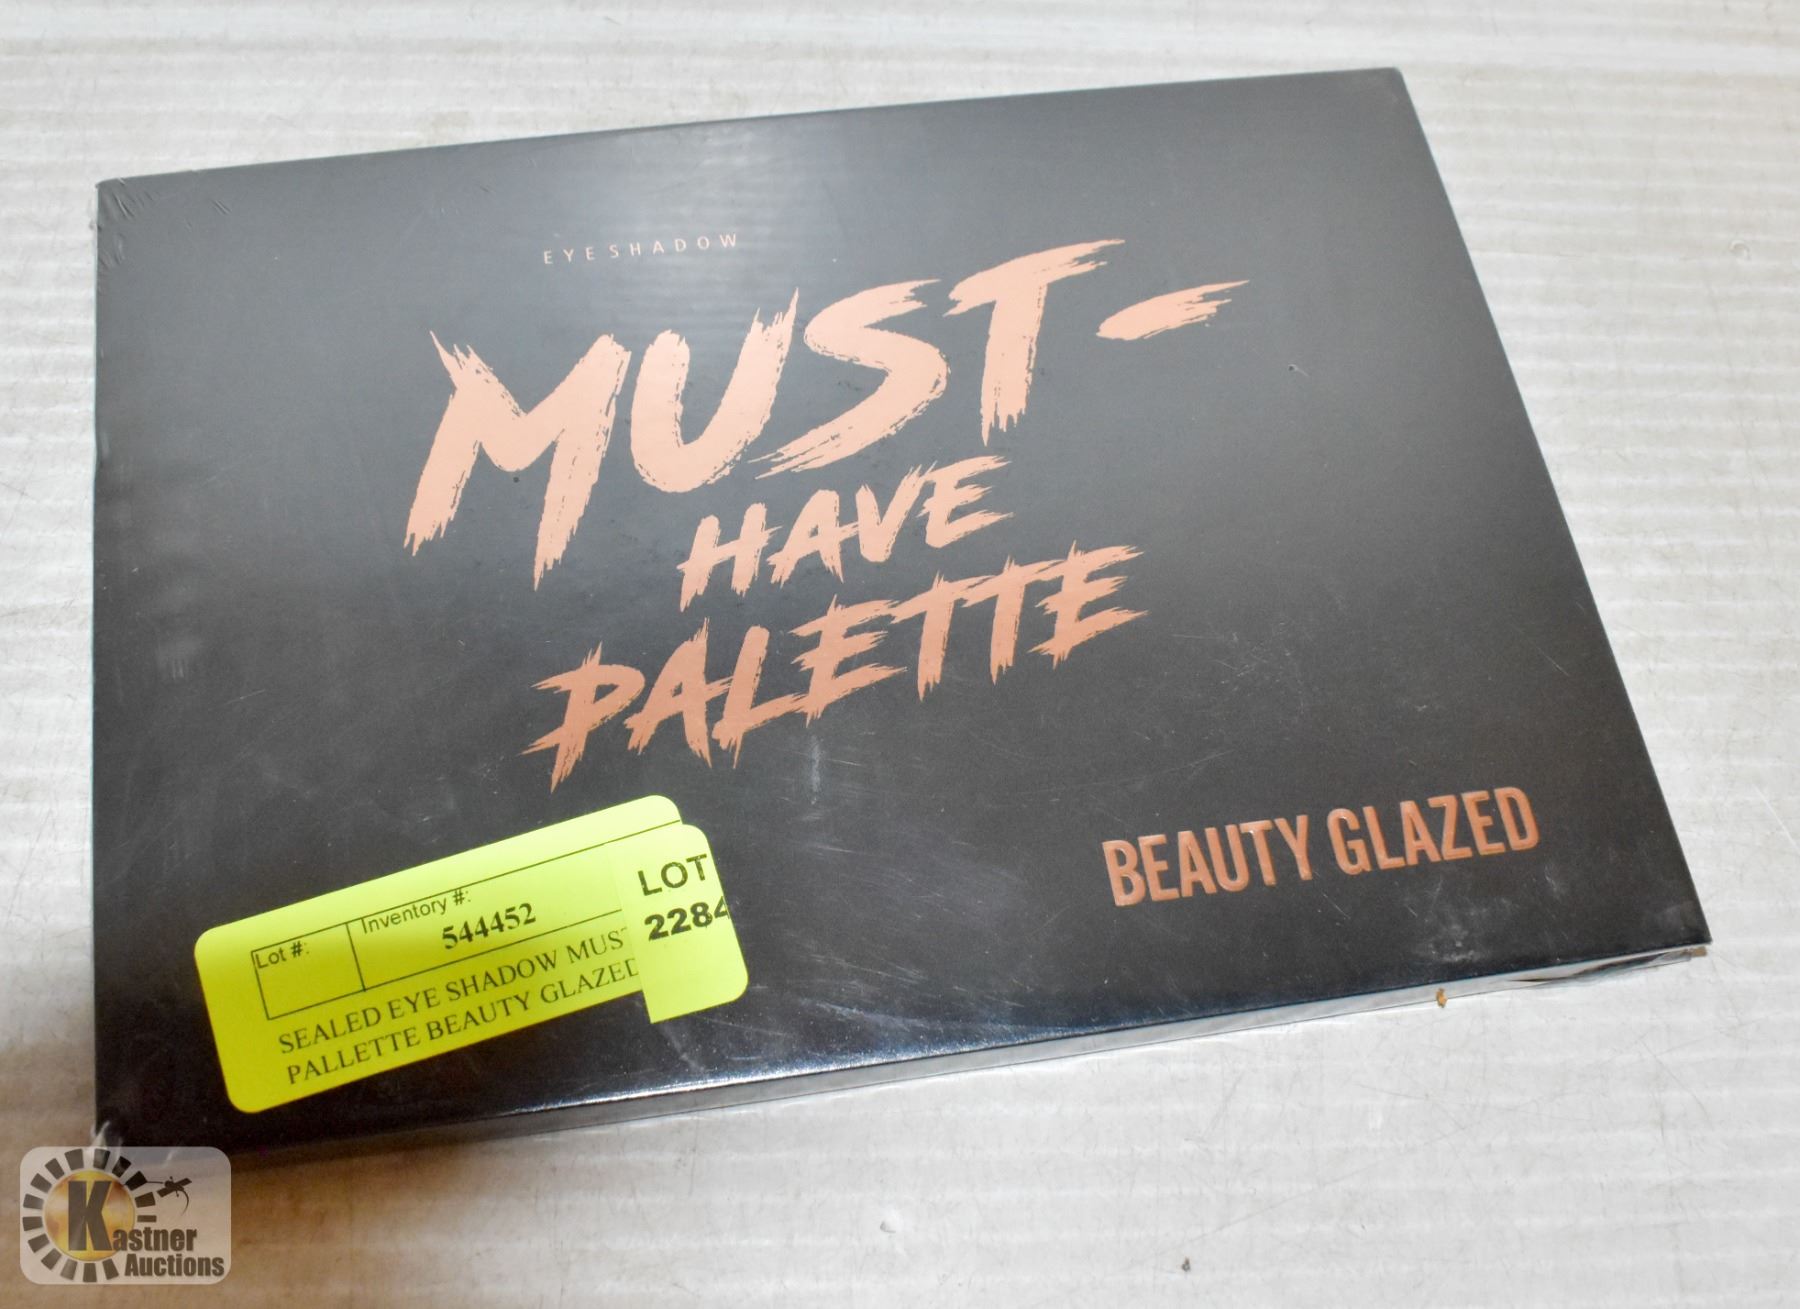 EYESHADOW
MUST-
HAVE
PALETTE
BEAUTY GLAZED
Lot #:
Inventory #:
544452
LOT
2284
SEALED EYE SHADOW MUST
PALLETTE BEAUTY GLAZED
Kastner
Auctions